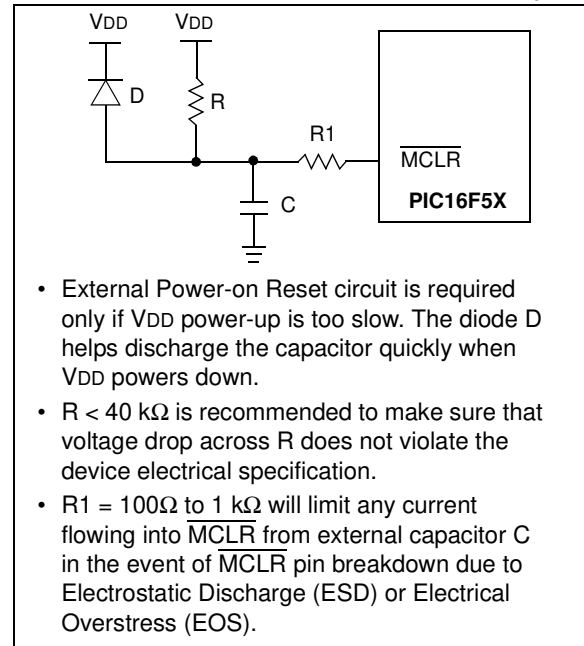 VDD VDD
D
R
R1
MCLR
PIC16F5X
C
• External Power-on Reset circuit is required
only if VDD power-up is too slow. The diode D
helps discharge the capacitor quickly when
VDD powers down.
• R < 40 kΩ is recommended to make sure that
voltage drop across R does not violate the
device electrical specification.
• R1 = 100Ω to 1 kΩ will limit any current
flowing into MCLR from external capacitor C
in the event of MCLR pin breakdown due to
Electrostatic Discharge (ESD) or Electrical
Overstress (EOS).